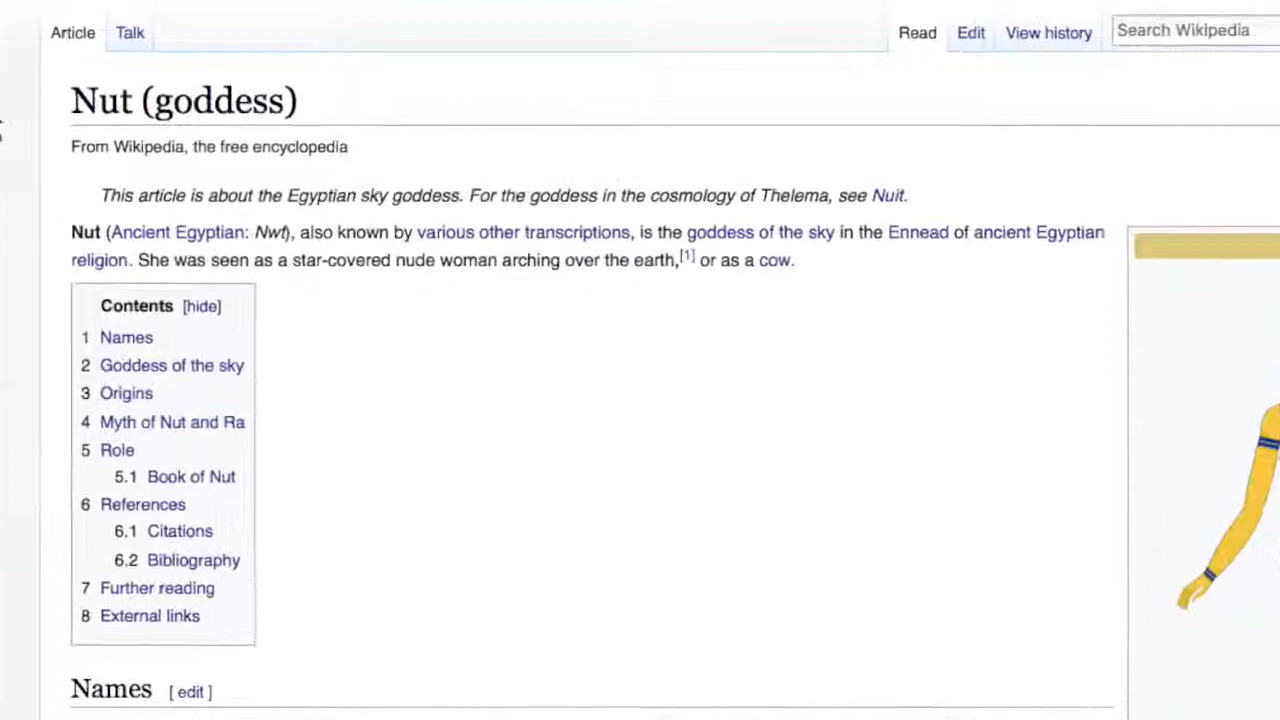 Article Talk Read Edit View history Search Wikipedia
Nut (goddess)
From Wikipedia, the free encyclopedia
This article is about the Egyptian sky goddess. For the goddess in the cosmology of Thelema, see Nuit.
Nut (Ancient Egyptian: Nwt), also known by various other transcriptions, is the goddess of the sky in the Ennead of ancient Egyptian
religion. She was seen as a star-covered nude woman arching over the earth,[1] or as a cow.
Contents [hide]
1 Names
2 Goddess of the sky
3 Origins
4 Myth of Nut and Ra
5 Role
5.1 Book of Nut
6 References
6.1 Citations
6.2 Bibliography
7 Further reading
8 External links
Names [ edit ]